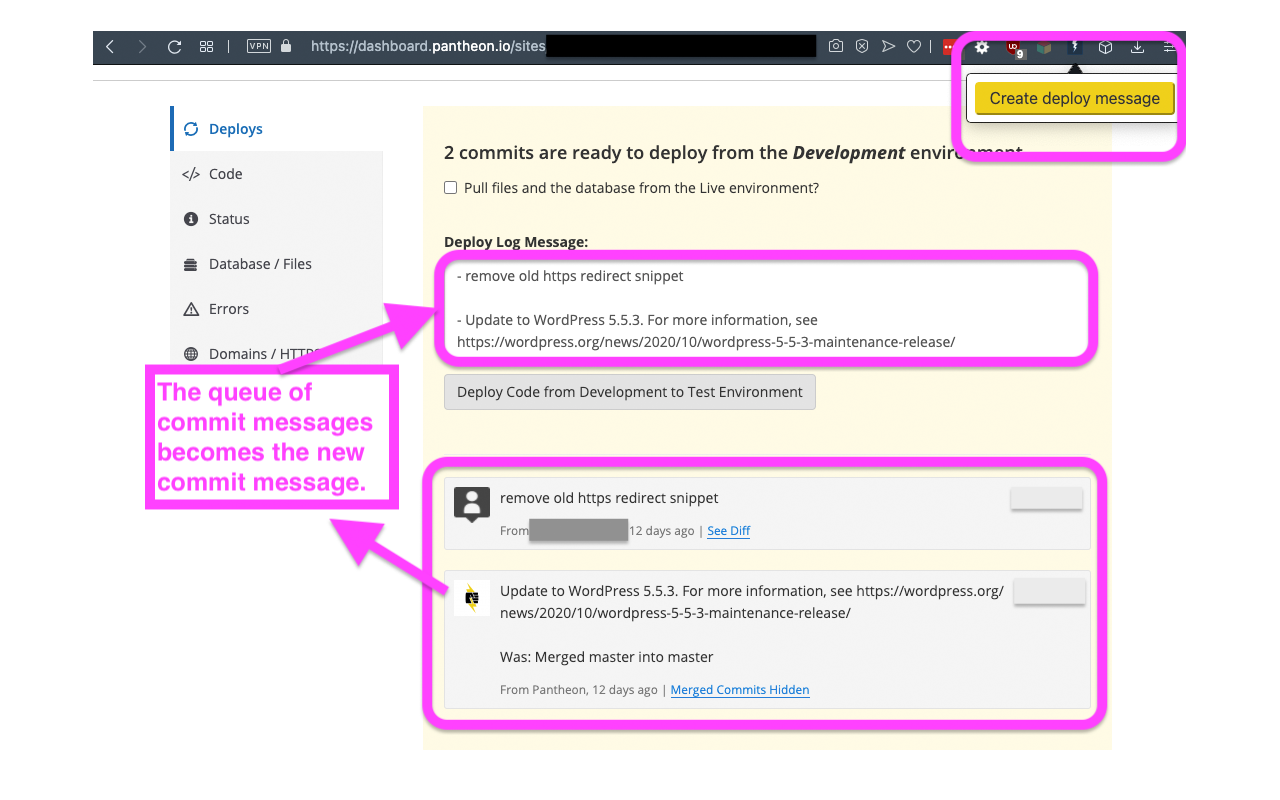 VPN
https://dashboard.pantheon.io/sites
9
Create deploy message
Deploys
Code
Status
Database / Files
Errors
Domains / HTTPS
2 commits are ready to deploy from the Development environment
Pull files and the database from the Live environment?
Deploy Log Message:
- remove old https redirect snippet
- Update to WordPress 5.5.3. For more information, see
https://wordpress.org/news/2020/10/wordpress-5-5-3-maintenance-release/
Deploy Code from Development to Test Environment
The queue of
commit messages
becomes the new
commit message.
remove old https redirect snippet
From 12 days ago | See Diff
Update to WordPress 5.5.3. For more information, see https://wordpress.org/
news/2020/10/wordpress-5-5-3-maintenance-release/
Was: Merged master into master
From Pantheon, 12 days ago | Merged Commits Hidden